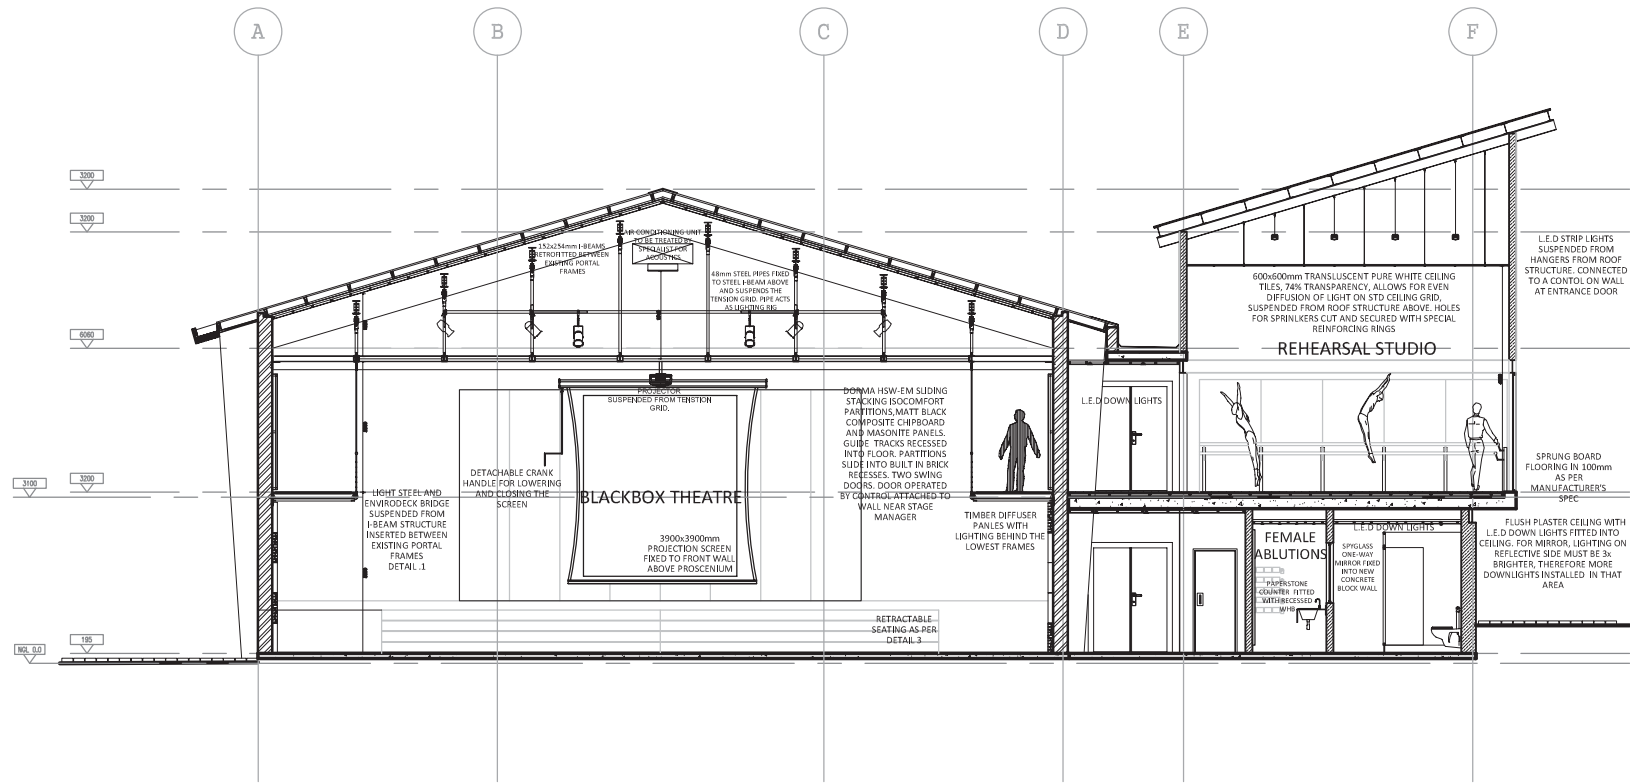 A
B
C
D
E
F
3200
3200
6060
3100
3200
195
NGL 0.0
152x254mm I-BEAMS
RETROFITTED BETWEEN
EXISTING PORTAL
FRAMES
AIR CONDITIONING UNIT
TO BE TREATED BY
SPECIALIST FOR
ACOUSTICS
48mm STEEL PIPES FIXED
TO STEEL I-BEAM ABOVE
AND SUSPENDS THE
TENSION GRID. PIPE ACTS
AS LIGHTING RIG
L.E.D STRIP LIGHTS
SUSPENDED FROM
HANGERS FROM ROOF
STRUCTURE. CONNECTED
TO A CONTOL ON WALL
AT ENTRANCE DOOR
600x600mm TRANSLUSCENT PURE WHITE CEILING
TILES, 74% TRANSPARENCY, ALLOWS FOR EVEN
DIFFUSION OF LIGHT ON STD CEILING GRID,
SUSPENDED FROM ROOF STRUCTURE ABOVE. HOLES
FOR SPRINLKERS CUT AND SECURED WITH SPECIAL
REINFORCING RINGS
REHEARSAL STUDIO
PROJECTOR
SUSPENDED FROM TENSION
GRID.
DORMA HSW-EM SLIDING
STACKING ISOCOMFORT
PARTITIONS,MATT BLACK
COMPOSITE CHIPBOARD
AND MASONITE PANELS.
GUIDE TRACKS RECESSED
INTO FLOOR. PARTITIONS
SLIDE INTO BUILT IN BRICK
RECESSES. TWO SWING
DOORS. DOOR OPERATED
BY CONTROL ATTACHED TO
WALL NEAR STAGE
MANAGER
L.E.D DOWN LIGHTS
DETACHABLE CRANK
HANDLE FOR LOWERING
AND CLOSING THE
SCREEN
BLACKBOX THEATRE
LIGHT STEEL AND
ENVIRODECK BRIDGE
SUSPENDED FROM
I-BEAM STRUCTURE
INSERTED BETWEEN
EXISTING PORTAL
FRAMES
DETAIL .1
3900x3900mm
PROJECTION SCREEN
FIXED TO FRONT WALL
ABOVE PROSCENIUM
TIMBER DIFFUSER
PANLES WITH
LIGHTING BEHIND THE
LOWEST FRAMES
SPRUNG BOARD
FLOORING IN 100mm
AS PER
MANUFACTURER'S
SPEC
L.E.D DOWN LIGHTS
FEMALE
ABLUTIONS
SPYGLASS
ONE-WAY
MIRROR FIXED
INTO NEW
CONCRETE
BLOCK WALL
PAPERSTONE
COUNTER FITTED
WITH RECESSED
WHB
FLUSH PLASTER CEILING WITH
L.E.D DOWN LIGHTS FITTED INTO
CEILING. FOR MIRROR, LIGHTING ON
REFLECTIVE SIDE MUST BE 3x
BRIGHTER, THEREFORE MORE
DOWNLIGHTS INSTALLED IN THAT
AREA
RETRACTABLE
SEATING AS PER
DETAIL 3